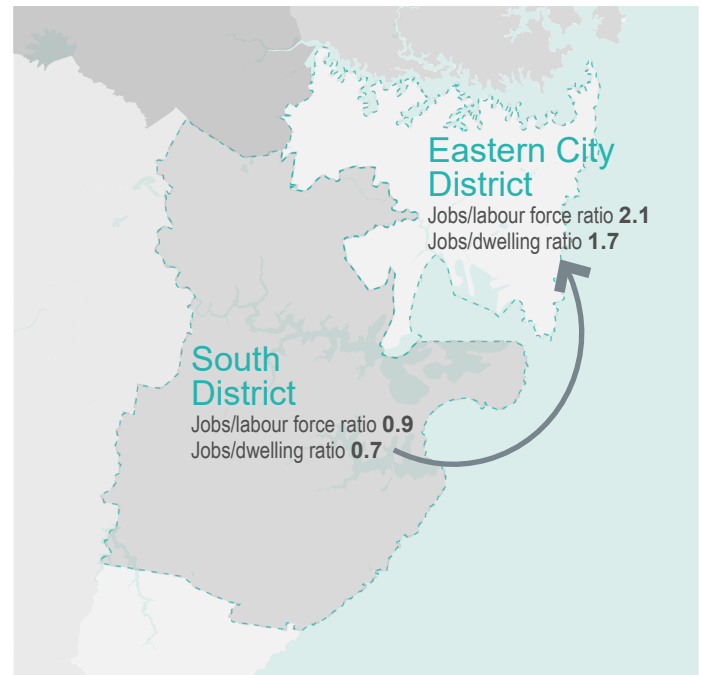 Eastern City
District
Jobs/labour force ratio 2.1
Jobs/dwelling ratio 1.7
South
District
Jobs/labour force ratio 0.9
Jobs/dwelling ratio 0.7